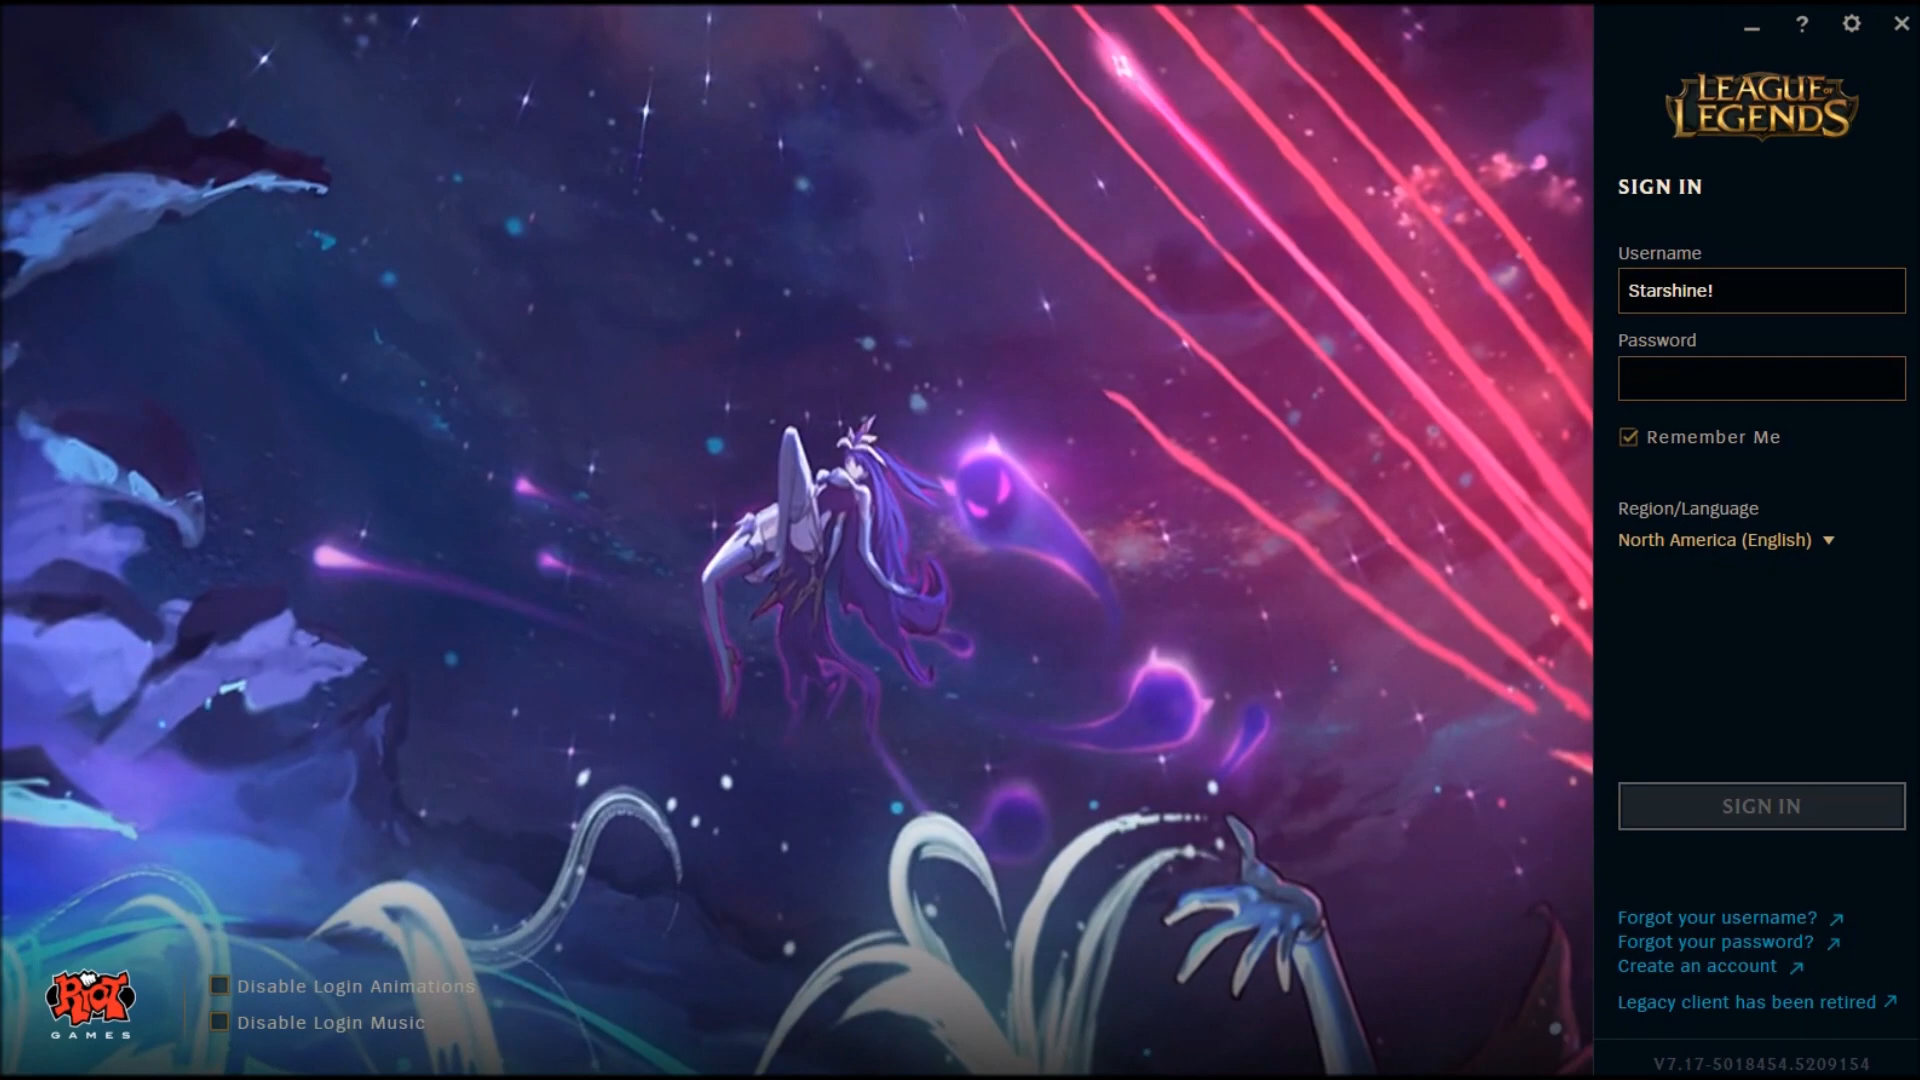 ?
LEAGUE OF
LEGENDS
SIGN IN
Username
Starshine!
Password
Remember Me
Region/Language
North America (English)
SIGN IN
Forgot your username?
Forgot your password?
Create an account
Legacy client has been retired
V7.17-5018454.5209154
RIOT
GAMES
Disable Login Animations
Disable Login Music